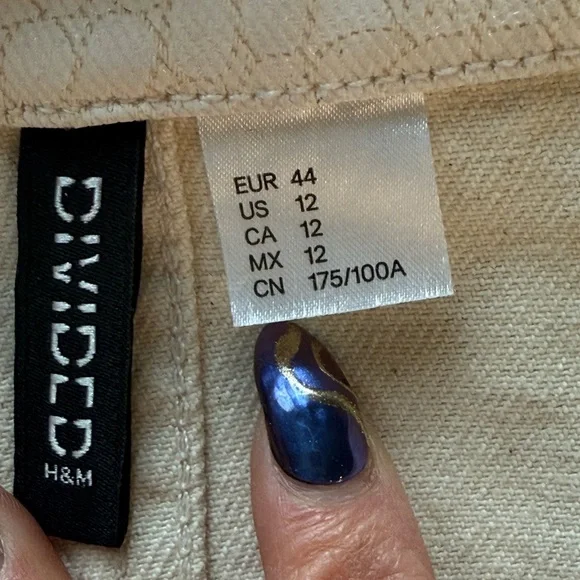 DIVIDED
H&M
EUR 44
US 12
CA 12
MX 12
CN 175/100A